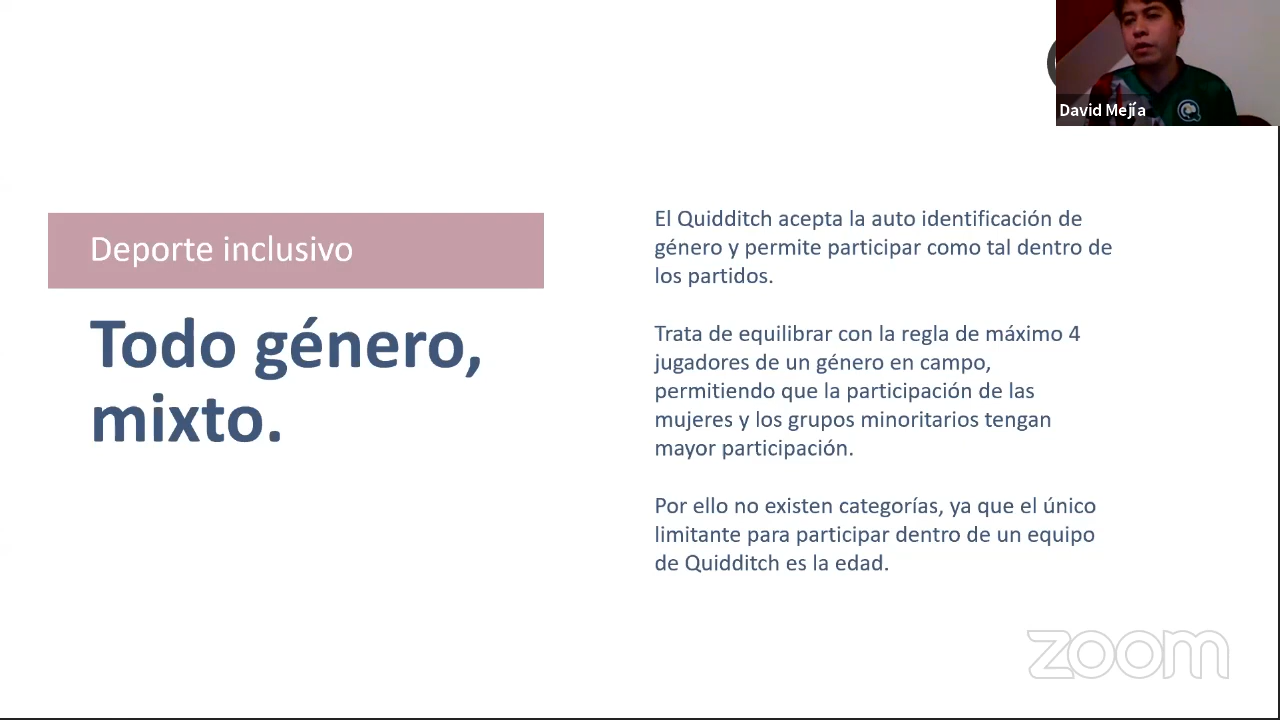 David Mejía
Deporte inclusivo
Todo género,
mixto.
El Quidditch acepta la auto identificación de
género y permite participar como tal dentro de
los partidos.
Trata de equilibrar con la regla de máximo 4
jugadores de un género en campo,
permitiendo que la participación de las
mujeres y los grupos minoritarios tengan
mayor participación.
Por ello no existen categorías, ya que el único
limitante para participar dentro de un equipo
de Quidditch es la edad.
zoom